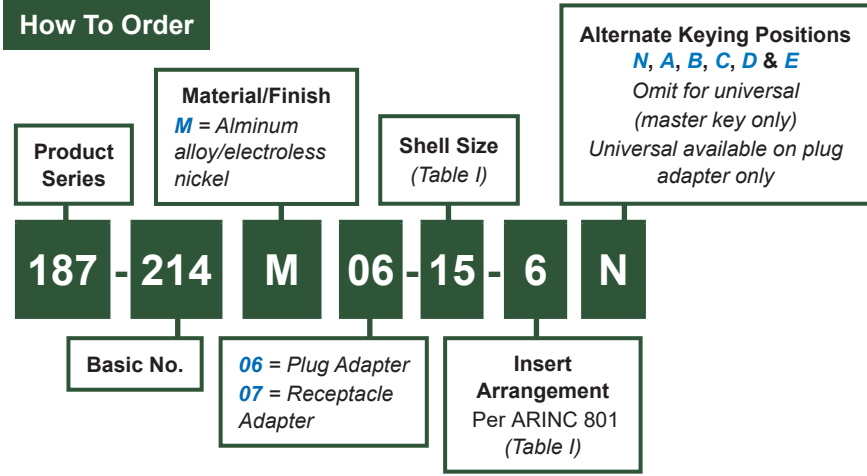 How To Order
Product
Series
Material/Finish
M = Alminum
alloy/electroless
nickel
Shell Size
(Table I)
Alternate Keying Positions
N, A, B, C, D & E
Omit for universal
(master key only)
Universal available on plug
adapter only
187 - 214 M 06 - 15 - 6 N
Basic No.
06 = Plug Adapter
07 = Receptacle
Adapter
Insert
Arrangement
Per ARINC 801
(Table I)